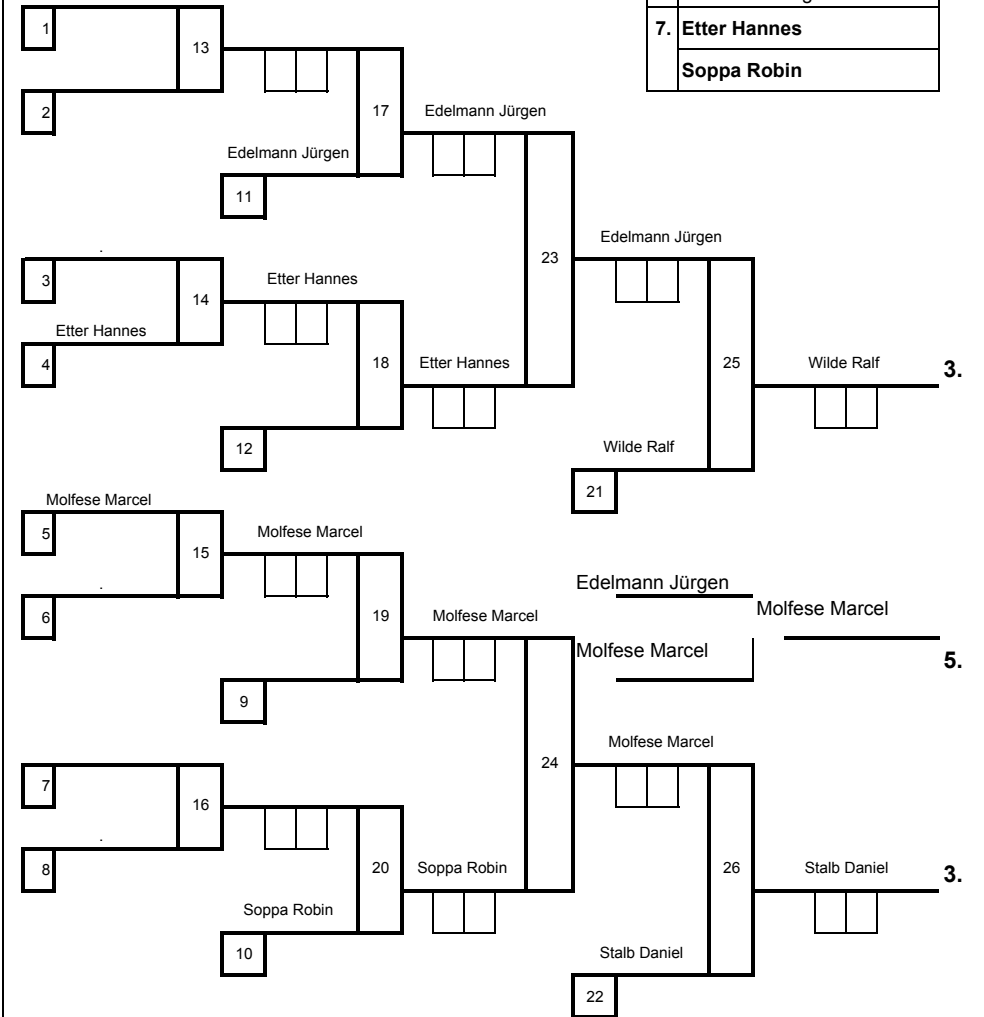 1
13
7. Etter Hannes
Soppa Robin
2
17
Edelmann Jürgen
Edelmann Jürgen
11
.
Edelmann Jürgen
23
3
14
Etter Hannes
Etter Hannes
4
18
Etter Hannes
25
Wilde Ralf
3.
12
Wilde Ralf
21
Molfese Marcel
5
15
Molfese Marcel
.
Edelmann Jürgen
6
19
Molfese Marcel
Molfese Marcel
Molfese Marcel
5.
9
Molfese Marcel
24
7
16
.
8
20
Soppa Robin
26
Stalb Daniel
3.
Soppa Robin
10
Stalb Daniel
22